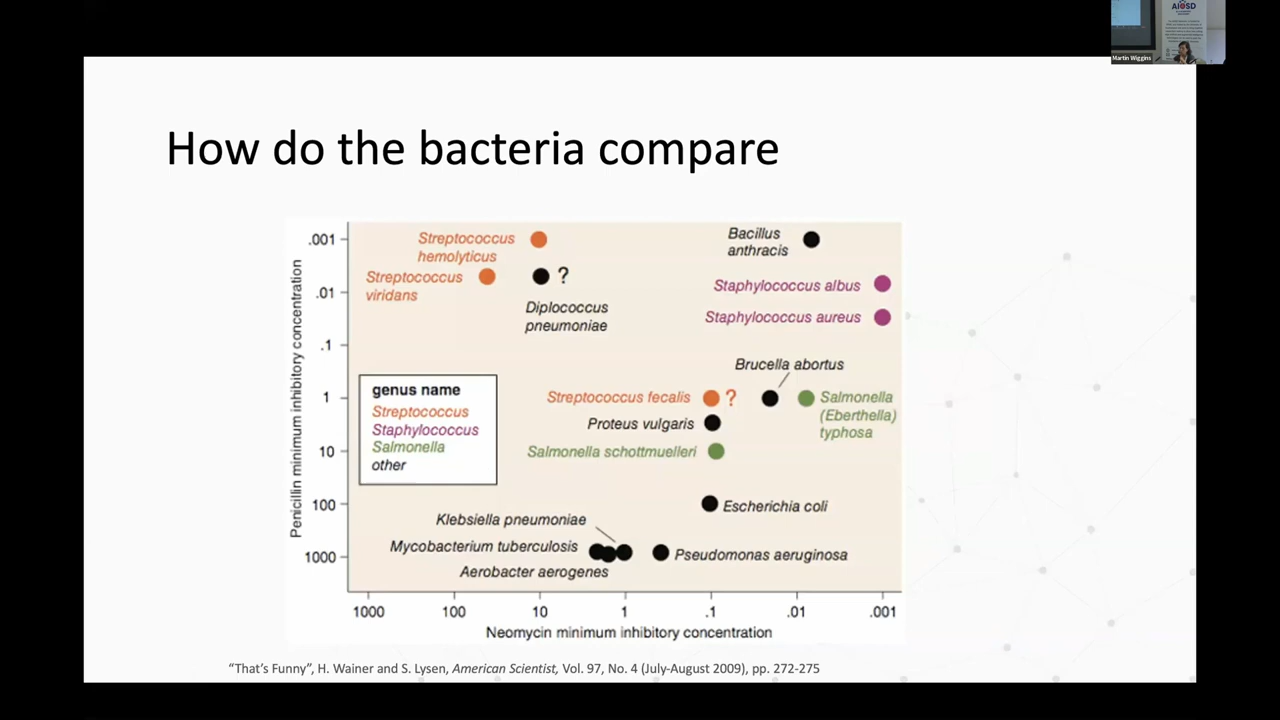 AIOSD
Martin Wiggins
How do the bacteria compare
Penicillin minimum inhibitory concentration
.001
.01
.1
1
10
100
1000
Streptococcus
hemolyticus
Streptococcus
viridans
?
Diplococcus
pneumoniae
Bacillus
anthracis
Staphylococcus albus
Staphylococcus aureus
Brucella abortus
Streptococcus fecalis
?
Salmonella
(Eberthella)
typhosa
Proteus vulgaris
Salmonella schottmuelleri
genus name
Streptococcus
Staphylococcus
Salmonella
other
Escherichia coli
Klebsiella pneumoniae
Mycobacterium tuberculosis
Pseudomonas aeruginosa
Aerobacter aerogenes
1000
100
10
1
.1
.01
.001
Neomycin minimum inhibitory concentration
“That’s Funny”, H. Wainer and S. Lysen, American Scientist, Vol. 97, No. 4 (July-August 2009), pp. 272-275